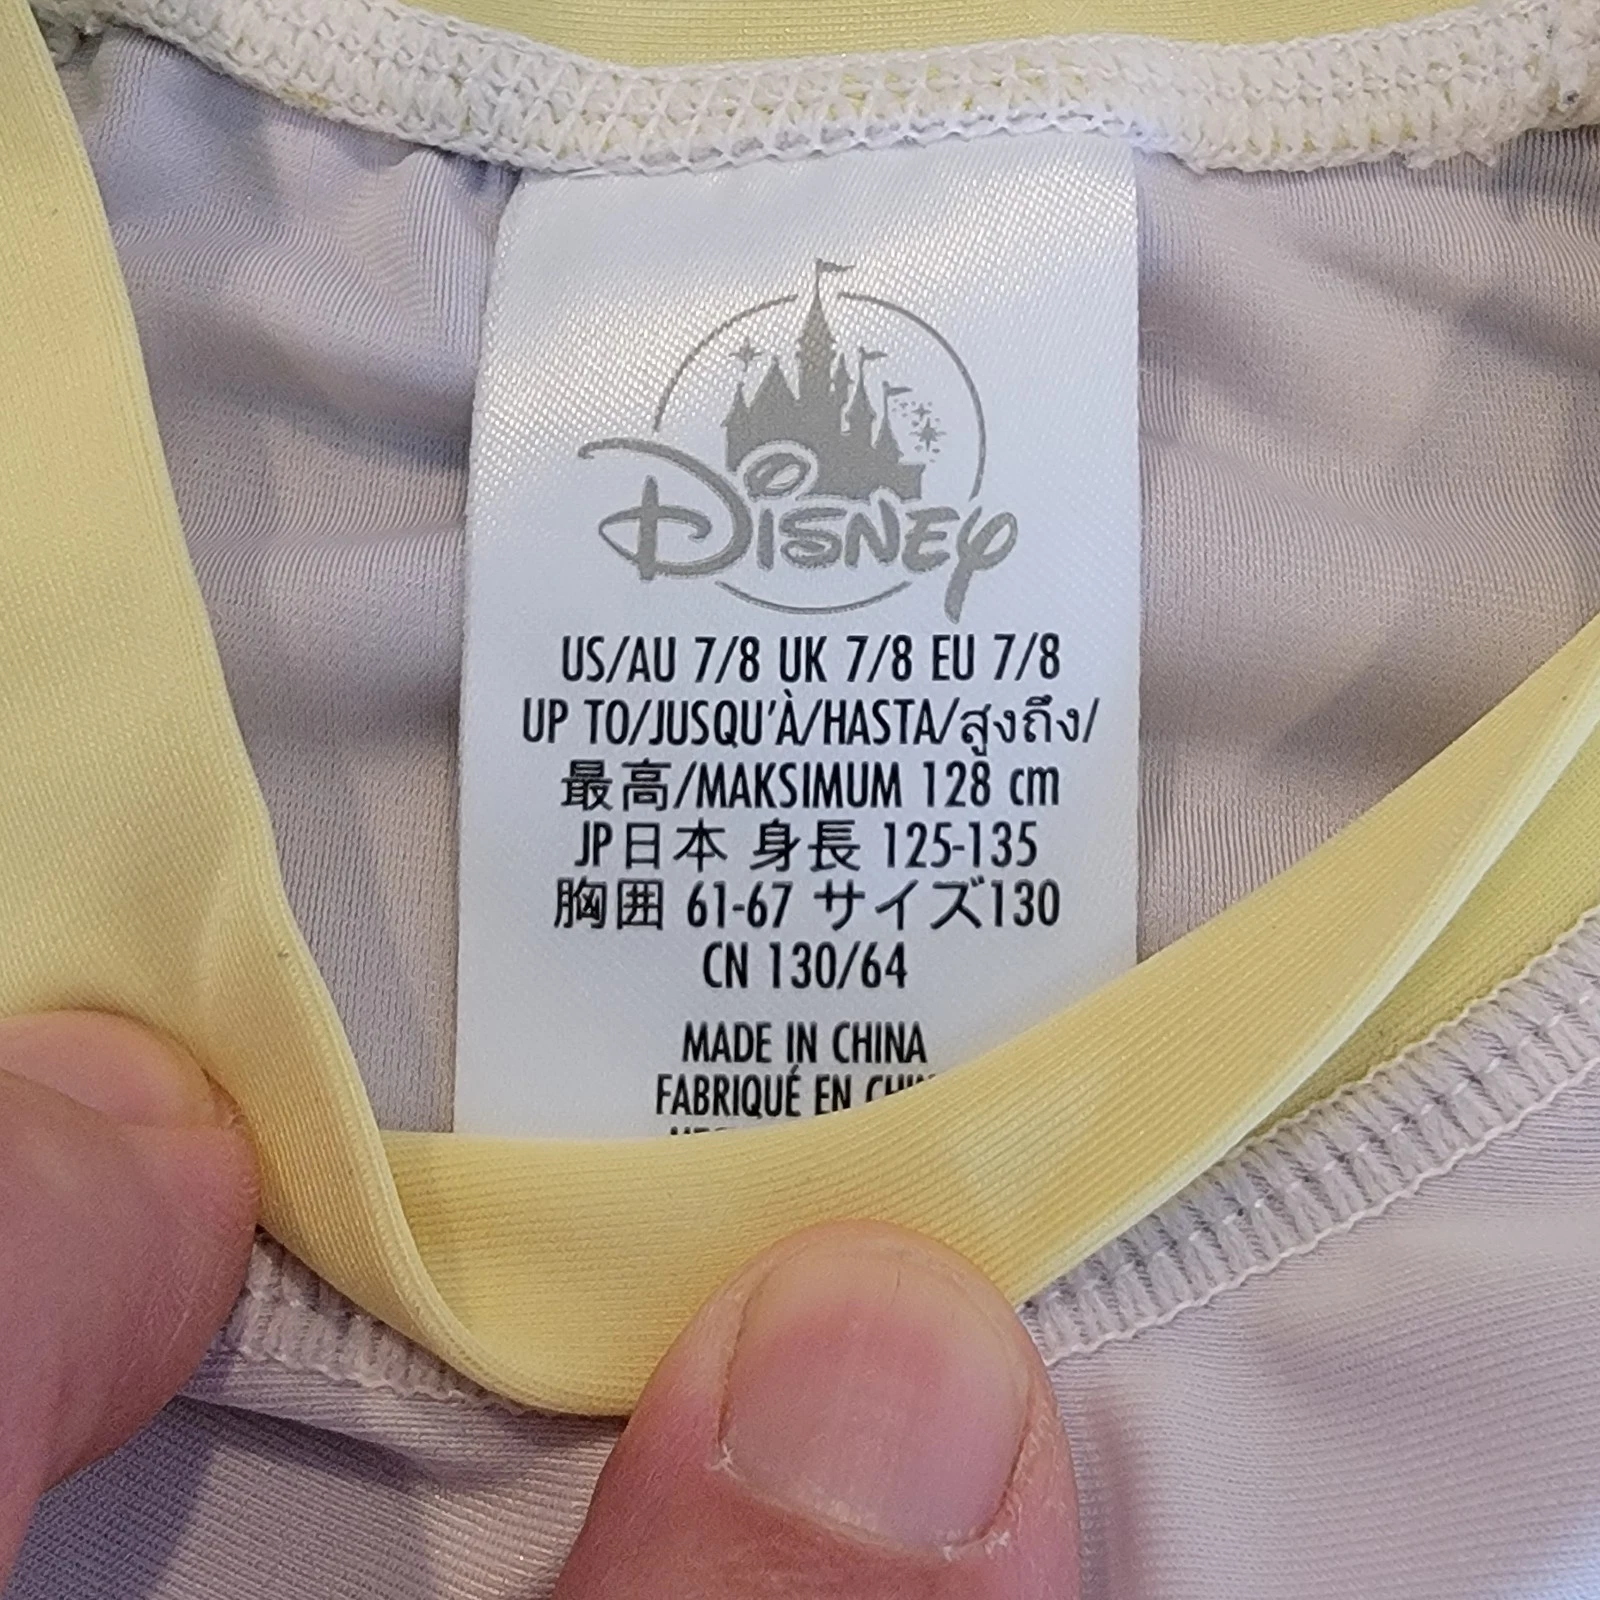 Disney
US/AU 7/8 UK 7/8 EU 7/8
UP TO/JUSQU'À/HASTA/สูงถึง/
最高/MAKSIMUM 128 cm
JP日本 身長 125-135
胸囲 61-67 サイズ130
CN 130/64
MADE IN CHINA
FABRIQUÉ EN